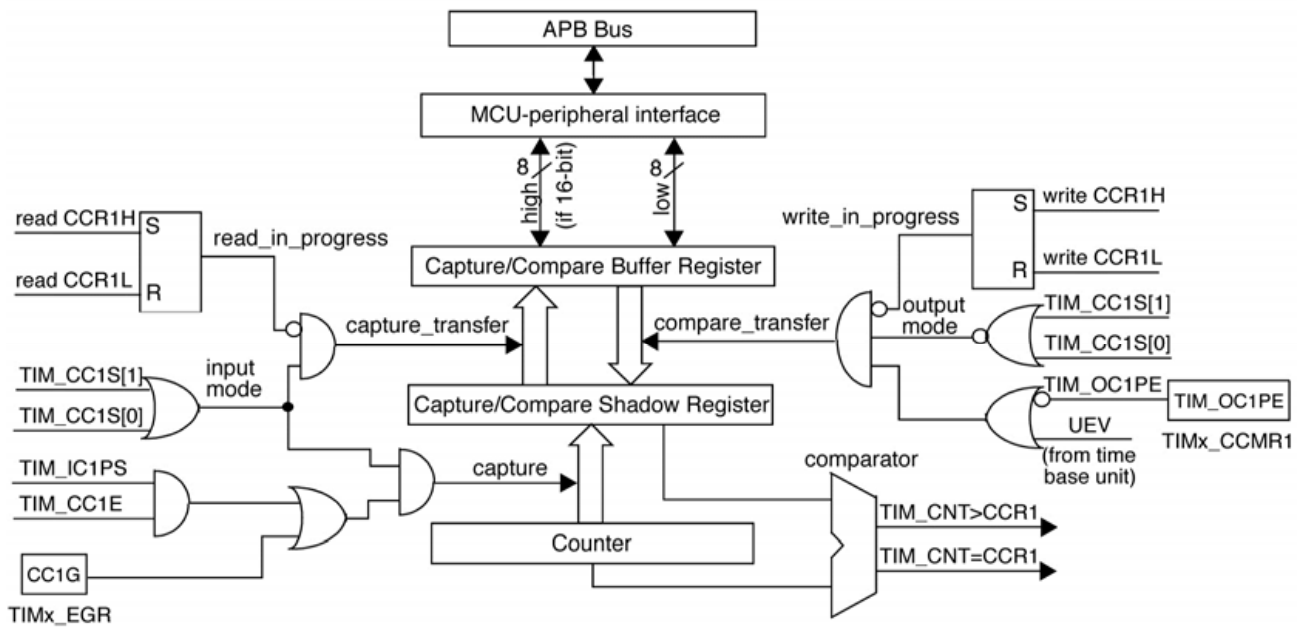 APB Bus
MCU-peripheral interface
8
high
(if 16-bit)
8
low
read CCR1H
S
read_in_progress
read CCR1L
R
write_in_progress
S
write CCR1H
R
write CCR1L
Capture/Compare Buffer Register
capture_transfer
compare_transfer
output
mode
TIM_CC1S[1]
TIM_CC1S[0]
TIM_CC1S[1]
TIM_CC1S[0]
input
mode
Capture/Compare Shadow Register
TIM_OC1PE
TIM_OC1PE
TIMx_CCMR1
UEV
(from time
base unit)
TIM_IC1PS
TIM_CC1E
capture
comparator
TIM_CNT>CCR1
TIM_CNT=CCR1
Counter
CC1G
TIMx_EGR